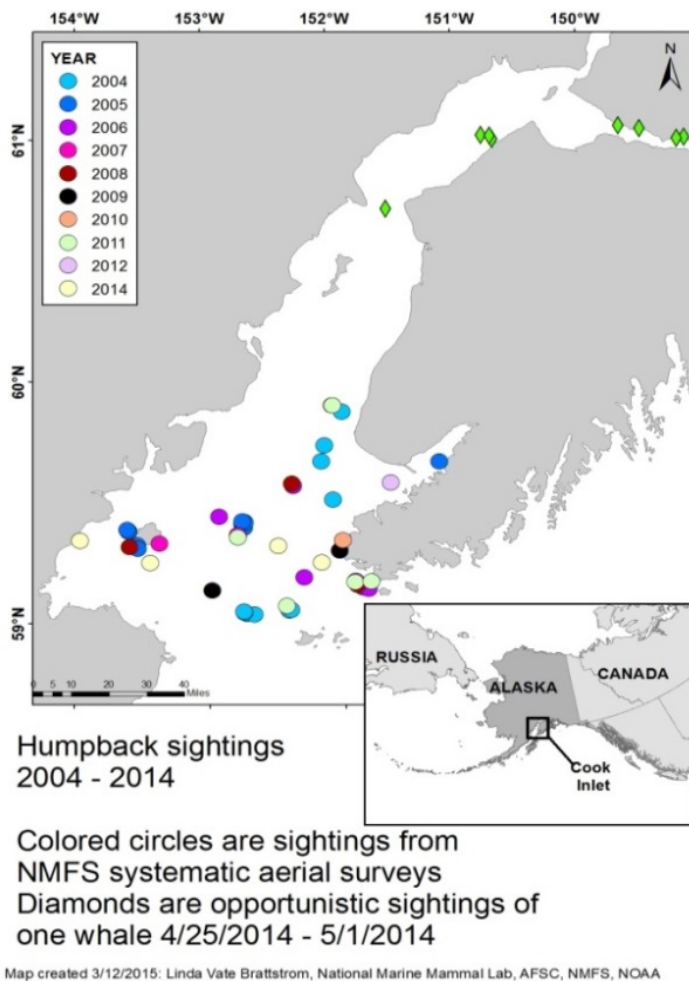 154°W 153°W 152°W 151°W 150°W
YEAR
2004
2005
2006
2007
2008
2009
2010
2011
2012
2014
N
61°N
60°N
59°N
0 5 10 20 30 40
Miles
RUSSIA
ALASKA
CANADA
Cook
Inlet
Humpback sightings
2004 - 2014
Colored circles are sightings from
NMFS systematic aerial surveys
Diamonds are opportunistic sightings of
one whale 4/25/2014 - 5/1/2014
Map created 3/12/2015: Linda Vate Brattstrom, National Marine Mammal Lab, AFSC, NMFS, NOAA